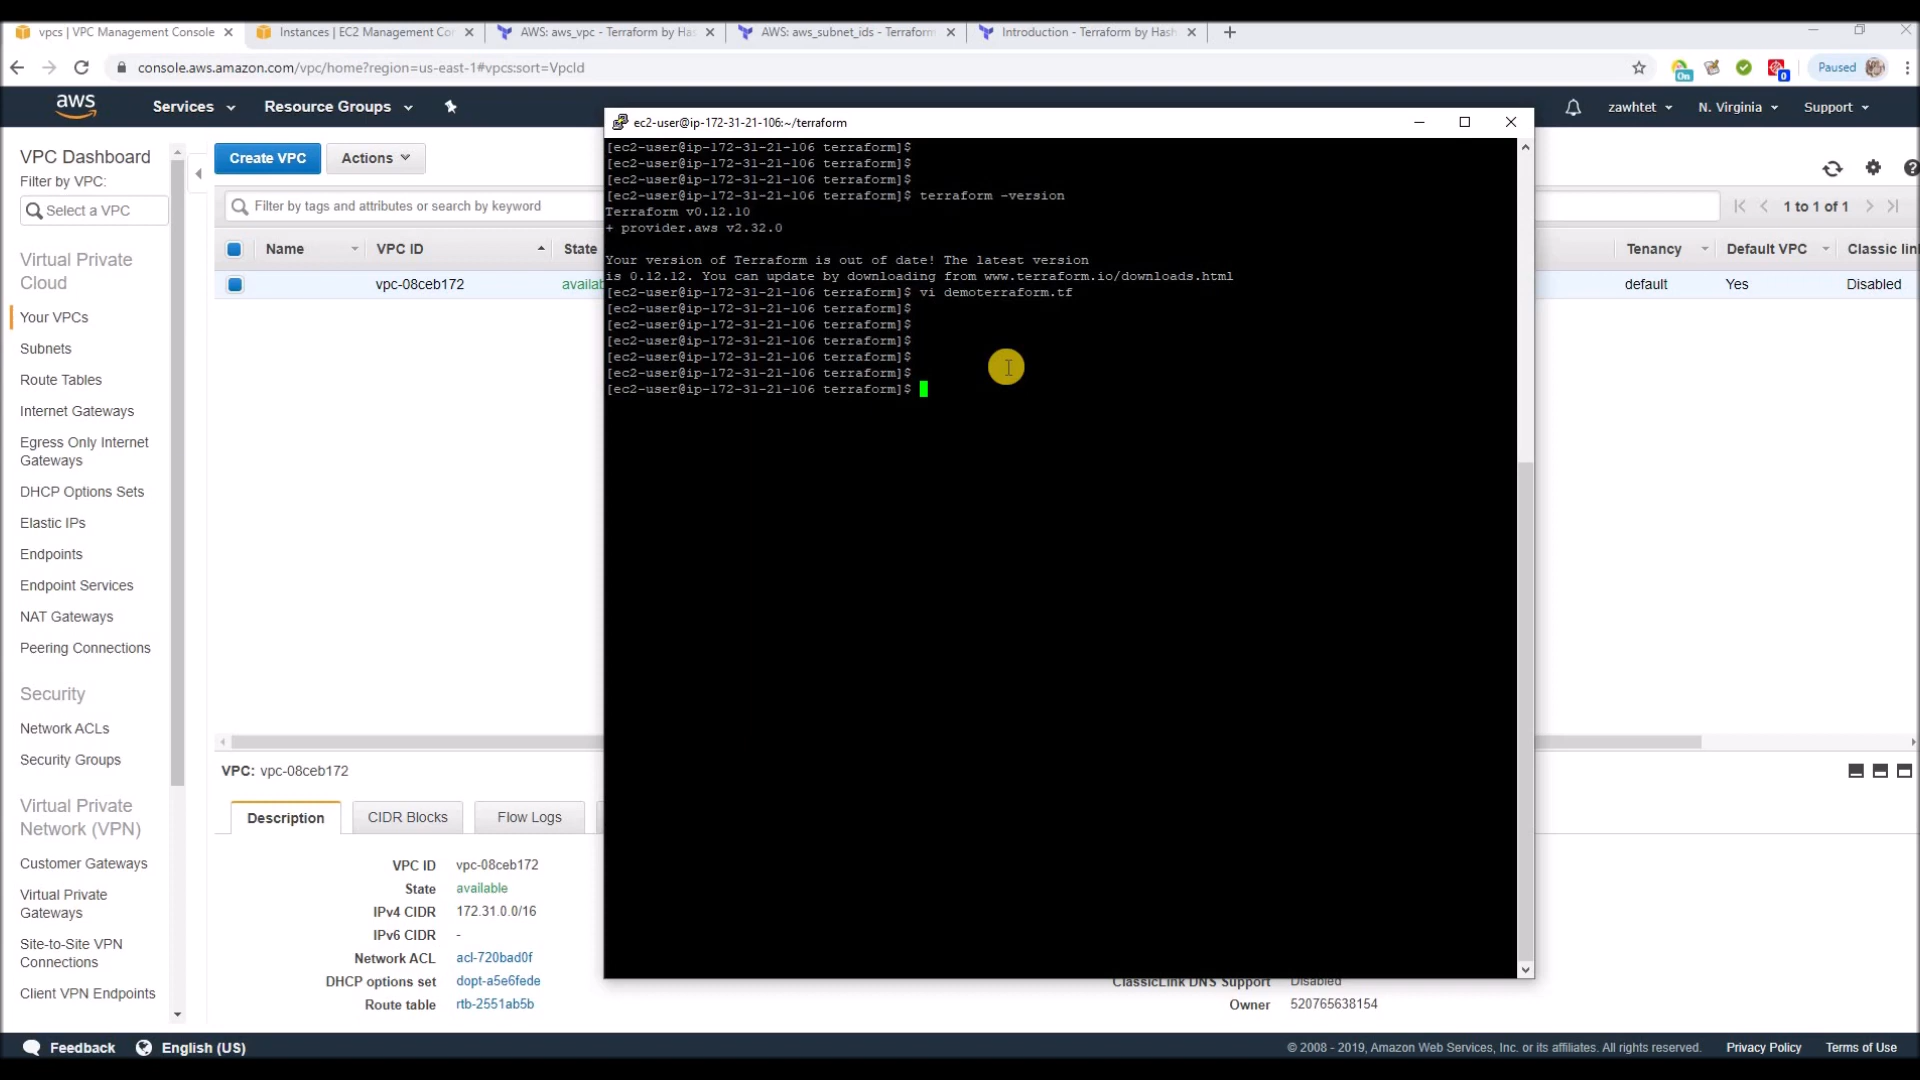 vpcs | VPC Management Console
Instances | EC2 Management Co
AWS: aws_vpc - Terraform by Has
AWS: aws_subnet_ids - Terraform
Introduction - Terraform by Hash
console.aws.amazon.com/vpc/home?region=us-east-1#vpcs:sort=VpcId
On
0
Paused
aws
Services
Resource Groups
zawhtet
N. Virginia
Support
VPC Dashboard
Filter by VPC:
Select a VPC
Virtual Private
Cloud
Your VPCs
Subnets
Route Tables
Internet Gateways
Egress Only Internet
Gateways
DHCP Options Sets
Elastic IPs
Endpoints
Endpoint Services
NAT Gateways
Peering Connections
Security
Network ACLs
Security Groups
Virtual Private
Network (VPN)
Customer Gateways
Virtual Private
Gateways
Site-to-Site VPN
Connections
Client VPN Endpoints
Create VPC
Actions
Filter by tags and attributes or search by keyword
1 to 1 of 1
Name
VPC ID
State
Tenancy
Default VPC
Classic lin
vpc-08ceb172
availab
default
Yes
Disabled
ec2-user@ip-172-31-21-106:~/terraform
[ec2-user@ip-172-31-21-106 terraform]$
[ec2-user@ip-172-31-21-106 terraform]$
[ec2-user@ip-172-31-21-106 terraform]$
[ec2-user@ip-172-31-21-106 terraform]$ terraform -version
Terraform v0.12.10
+ provider.aws v2.32.0
Your version of Terraform is out of date! The latest version
is 0.12.12. You can update by downloading from www.terraform.io/downloads.html
[ec2-user@ip-172-31-21-106 terraform]$ vi demoterraform.tf
[ec2-user@ip-172-31-21-106 terraform]$
[ec2-user@ip-172-31-21-106 terraform]$
[ec2-user@ip-172-31-21-106 terraform]$
[ec2-user@ip-172-31-21-106 terraform]$
[ec2-user@ip-172-31-21-106 terraform]$
[ec2-user@ip-172-31-21-106 terraform]$
VPC: vpc-08ceb172
Description
CIDR Blocks
Flow Logs
VPC ID vpc-08ceb172
State available
IPv4 CIDR 172.31.0.0/16
IPv6 CIDR -
Network ACL acl-720bad0f
DHCP options set dopt-a5e6fede
Route table rtb-2551ab5b
ClassicLink DNS Support Disabled
Owner 520765638154
Feedback
English (US)
© 2008 - 2019, Amazon Web Services, Inc. or its affiliates. All rights reserved.
Privacy Policy
Terms of Use